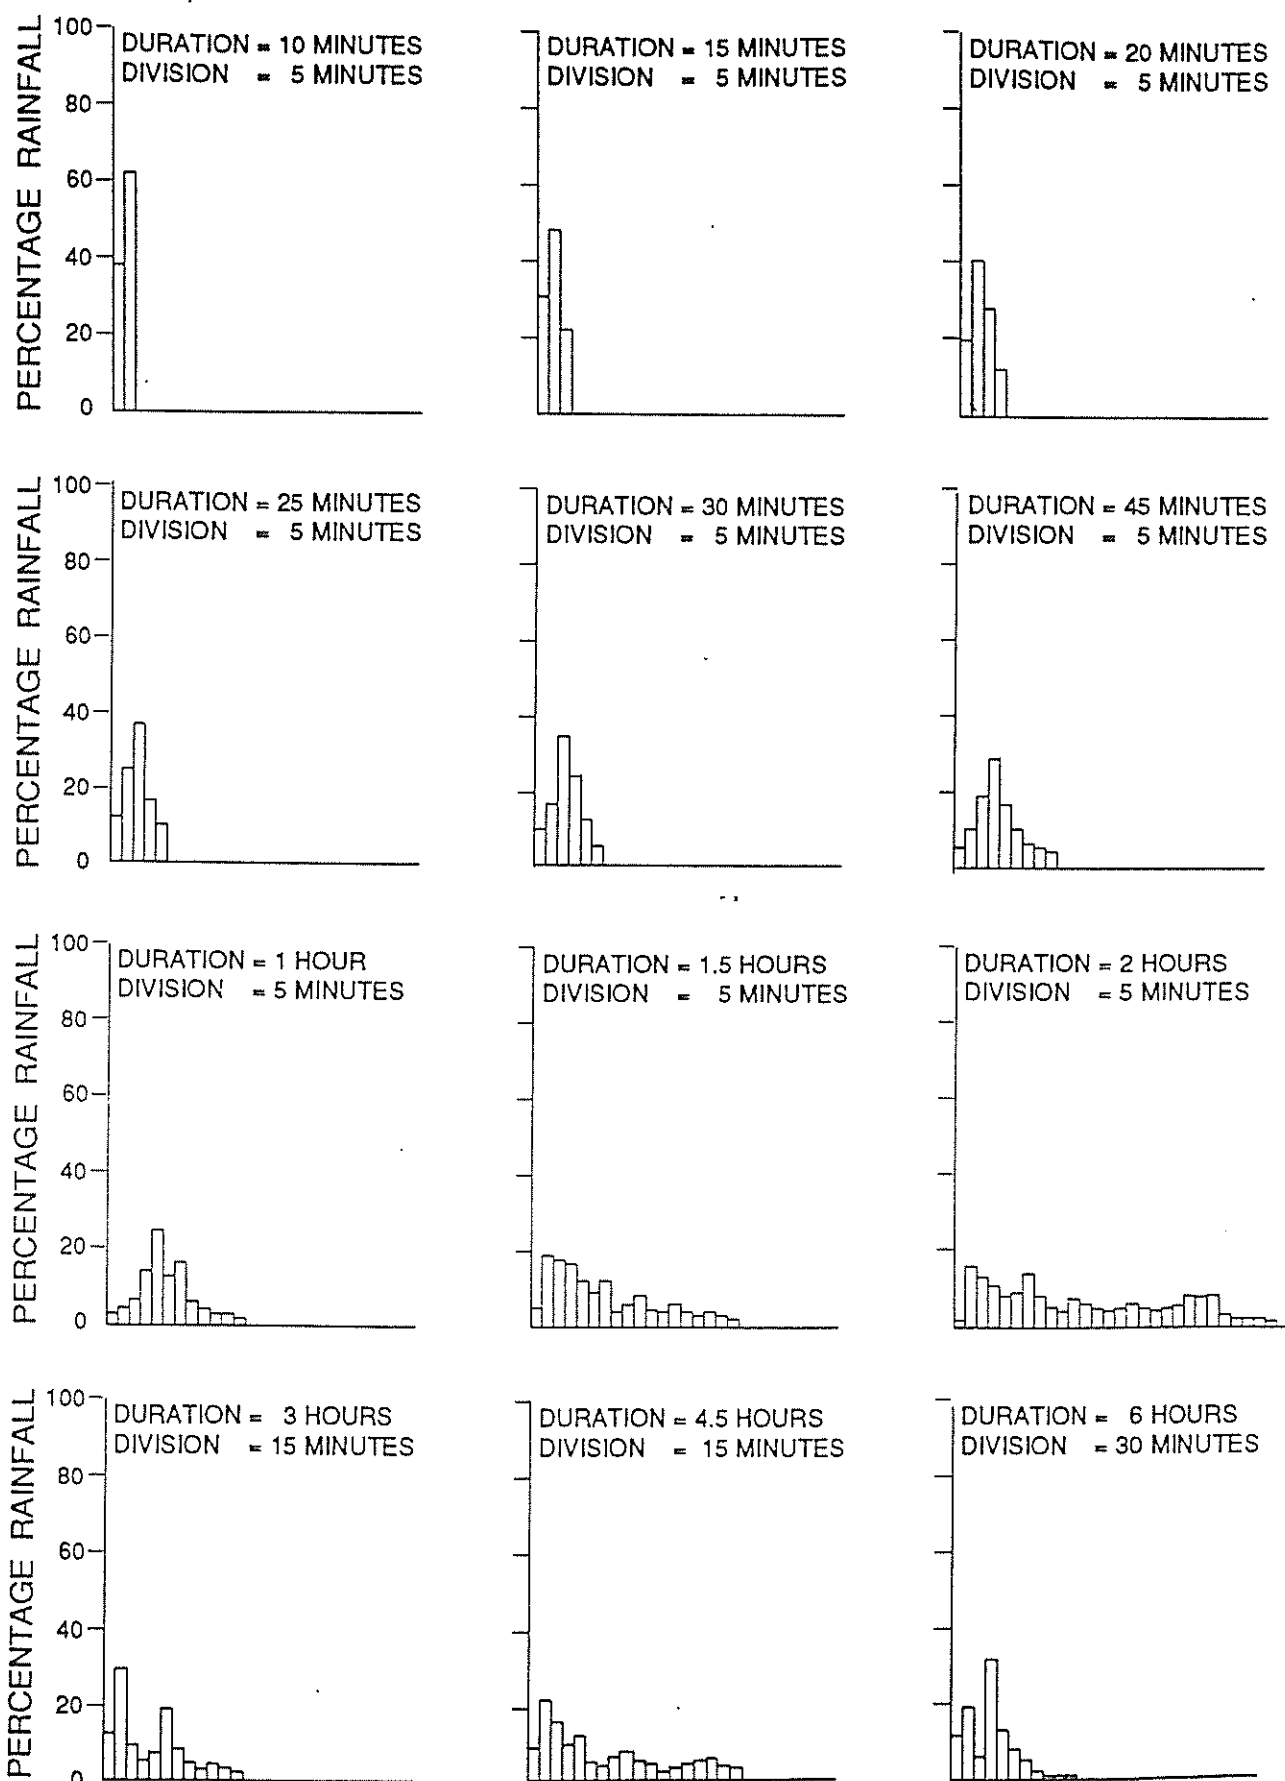 PERCENTAGE RAINFALL
100
80
60
40
20
0
DURATION = 10 MINUTES
DIVISION = 5 MINUTES
DURATION = 15 MINUTES
DIVISION = 5 MINUTES
DURATION = 20 MINUTES
DIVISION = 5 MINUTES
PERCENTAGE RAINFALL
100
80
60
40
20
0
DURATION = 25 MINUTES
DIVISION = 5 MINUTES
DURATION = 30 MINUTES
DIVISION = 5 MINUTES
DURATION = 45 MINUTES
DIVISION = 5 MINUTES
PERCENTAGE RAINFALL
100
80
60
40
20
0
DURATION = 1 HOUR
DIVISION = 5 MINUTES
DURATION = 1.5 HOURS
DIVISION = 5 MINUTES
DURATION = 2 HOURS
DIVISION = 5 MINUTES
PERCENTAGE RAINFALL
100
80
60
40
20
0
DURATION = 3 HOURS
DIVISION = 15 MINUTES
DURATION = 4.5 HOURS
DIVISION = 15 MINUTES
DURATION = 6 HOURS
DIVISION = 30 MINUTES